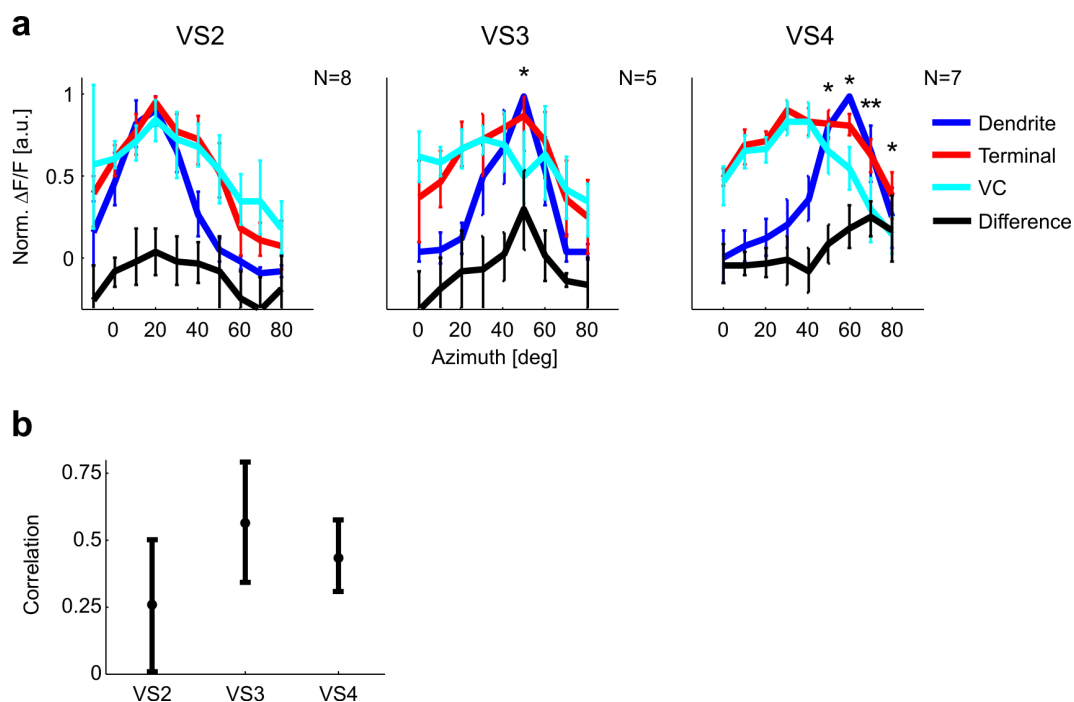 a
VS2
VS3
VS4
N=8
*
N=5
*
*
**
*
N=7
Norm. ΔF/F [a.u.]
1
0.5
0
Dendrite
Terminal
VC
Difference
0 20 40 60 80
0 20 40 60 80
0 20 40 60 80
Azimuth [deg]
b
Correlation
0.75
0.5
0.25
0
VS2 VS3 VS4